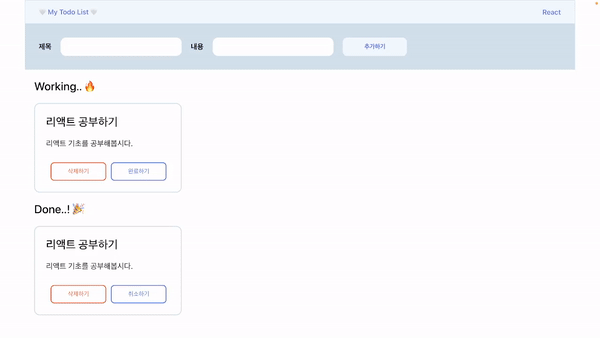 🤍 My Todo List 🤍 React
제목 내용 추가하기
Working.. 🔥
리액트 공부하기
리액트 기초를 공부해봅시다.
삭제하기 완료하기
Done..! 🎉
리액트 공부하기
리액트 기초를 공부해봅시다.
삭제하기 취소하기